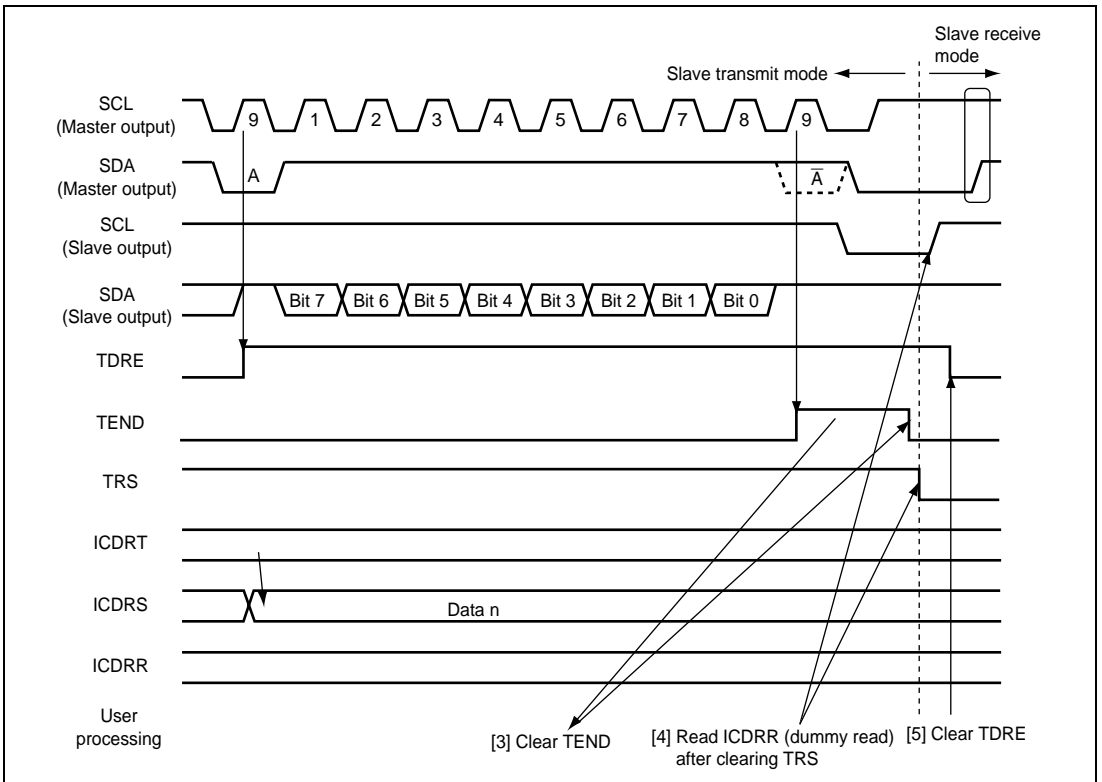 Slave receive
mode
Slave transmit mode
SCL
(Master output)
9 1 2 3 4 5 6 7 8 9
SDA
(Master output)
A A̅
SCL
(Slave output)
SDA
(Slave output)
Bit 7 Bit 6 Bit 5 Bit 4 Bit 3 Bit 2 Bit 1 Bit 0
TDRE
TEND
TRS
ICDRT
ICDRS
Data n
ICDRR
User
processing
[3] Clear TEND
[4] Read ICDRR (dummy read)
after clearing TRS
[5] Clear TDRE